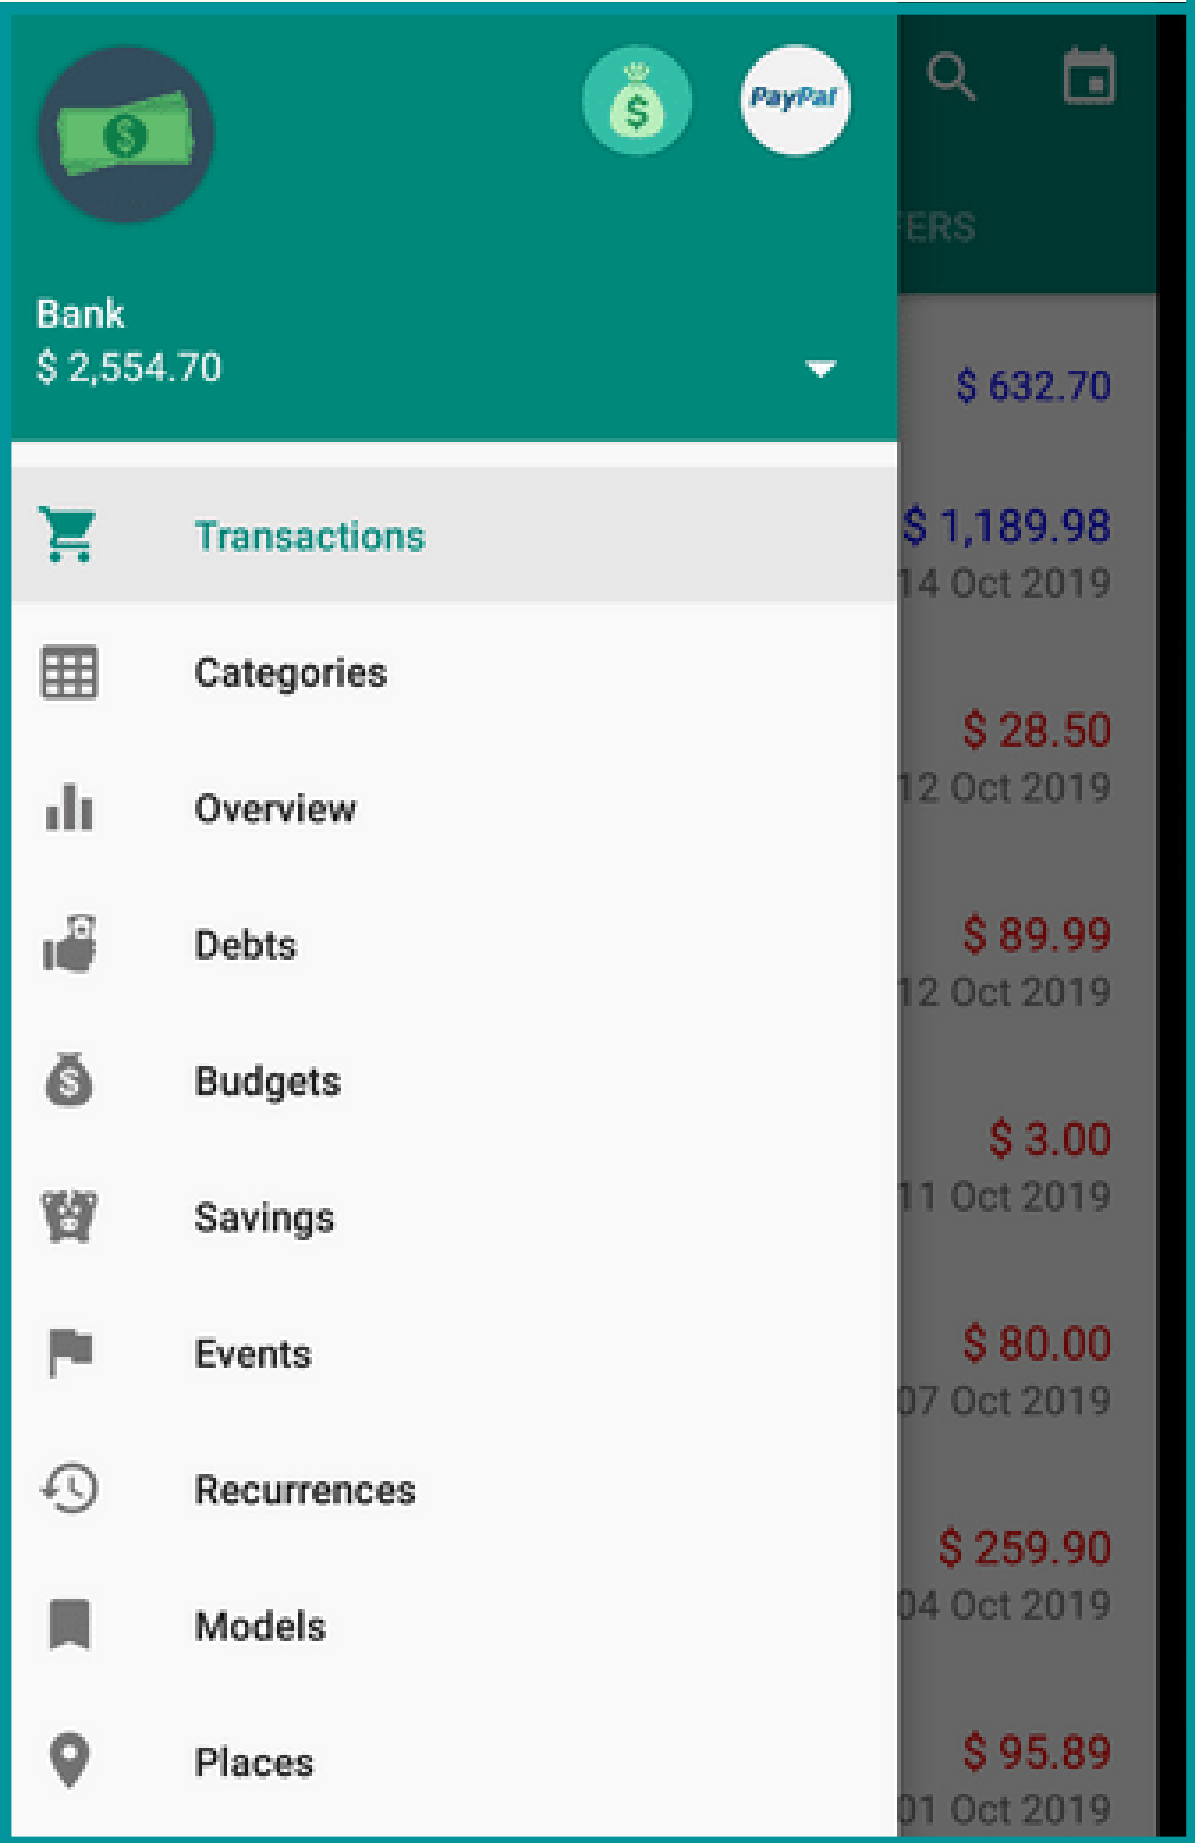 PayPal
FERS
Bank
$ 2,554.70
$ 632.70
Transactions
$ 1,189.98
14 Oct 2019
Categories
$ 28.50
12 Oct 2019
Overview
Debts
$ 89.99
12 Oct 2019
Budgets
$ 3.00
11 Oct 2019
Savings
Events
$ 80.00
07 Oct 2019
Recurrences
$ 259.90
04 Oct 2019
Models
Places
$ 95.89
01 Oct 2019